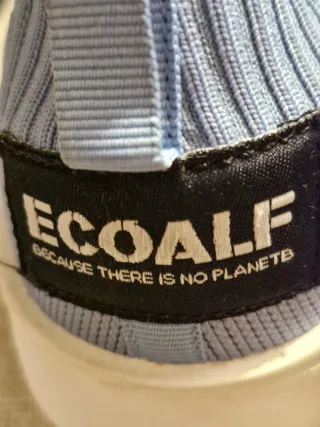 ECOALF
BECAUSE THERE IS NO PLANETB